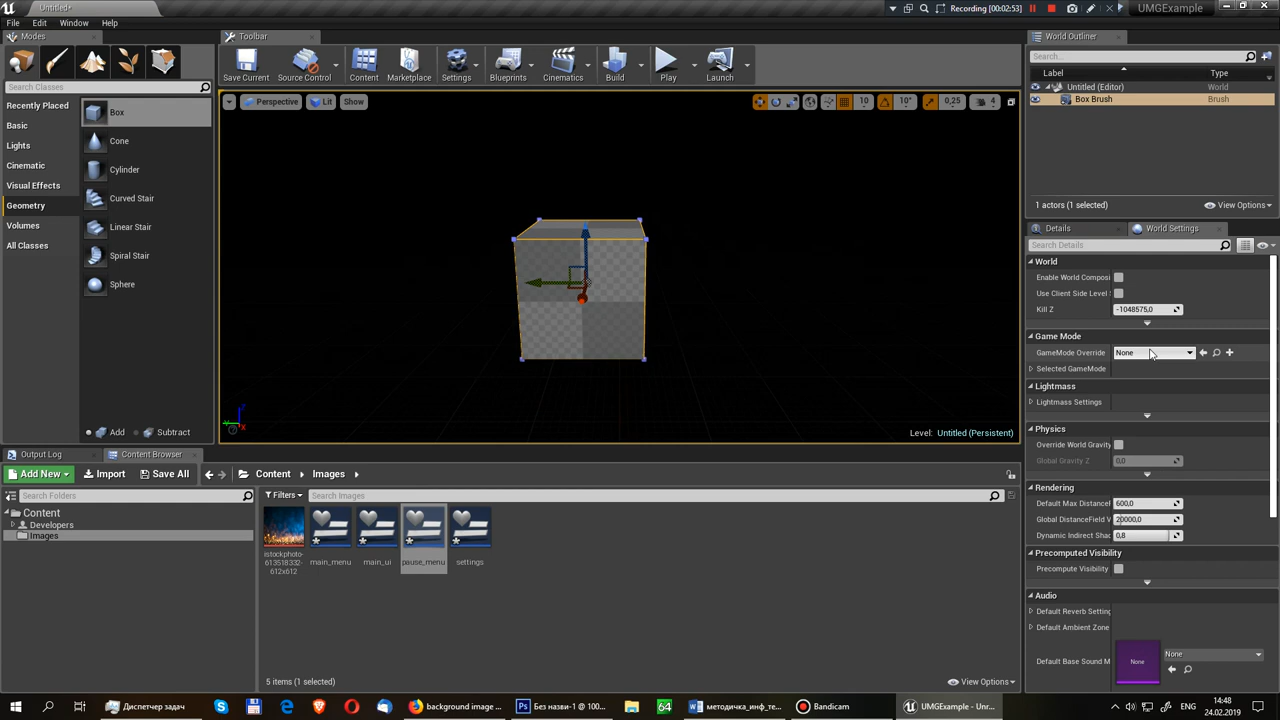 Untitled*
Recording [00:02:53]
UMGExample
File Edit Window Help
Modes
Toolbar
World Outliner
Search Classes
Recently Placed
Basic
Lights
Cinematic
Visual Effects
Geometry
Volumes
All Classes
Box
Cone
Cylinder
Curved Stair
Linear Stair
Spiral Stair
Sphere
Add Subtract
Save Current Source Control Content Marketplace Settings Blueprints Cinematics Build Play Launch
Perspective Lit Show
10 10° 0,25 4
Level: Untitled (Persistent)
Search...
Label Type
Untitled (Editor) World
Box Brush Brush
1 actors (1 selected) View Options
Details World Settings
Search Details
World
Enable World Composi
Use Client Side Level
Kill Z -1048575,0
Game Mode
GameMode Override None
Selected GameMode
Lightmass
Lightmass Settings
Physics
Override World Gravity
Global Gravity Z 0,0
Rendering
Default Max Distance 600,0
Global DistanceField V 20000,0
Dynamic Indirect Shad 0,8
Precomputed Visibility
Precompute Visibility
Audio
Default Reverb Setting
Default Ambient Zone
Default Base Sound M None
None
Output Log Content Browser
Add New Import Save All Content Images
Search Folders
Content
Developers
Images
Filters Search Images
istockphoto-
613518332-
612x612
main_menu main_ui pause_menu settings
5 items (1 selected) View Options
Диспетчер задач
background image ...
Ps Без назви-1 @ 100...
64
методичка_инф_те...
Bandicam
UMGExample - Unr...
ENG
14:48
24.02.2019